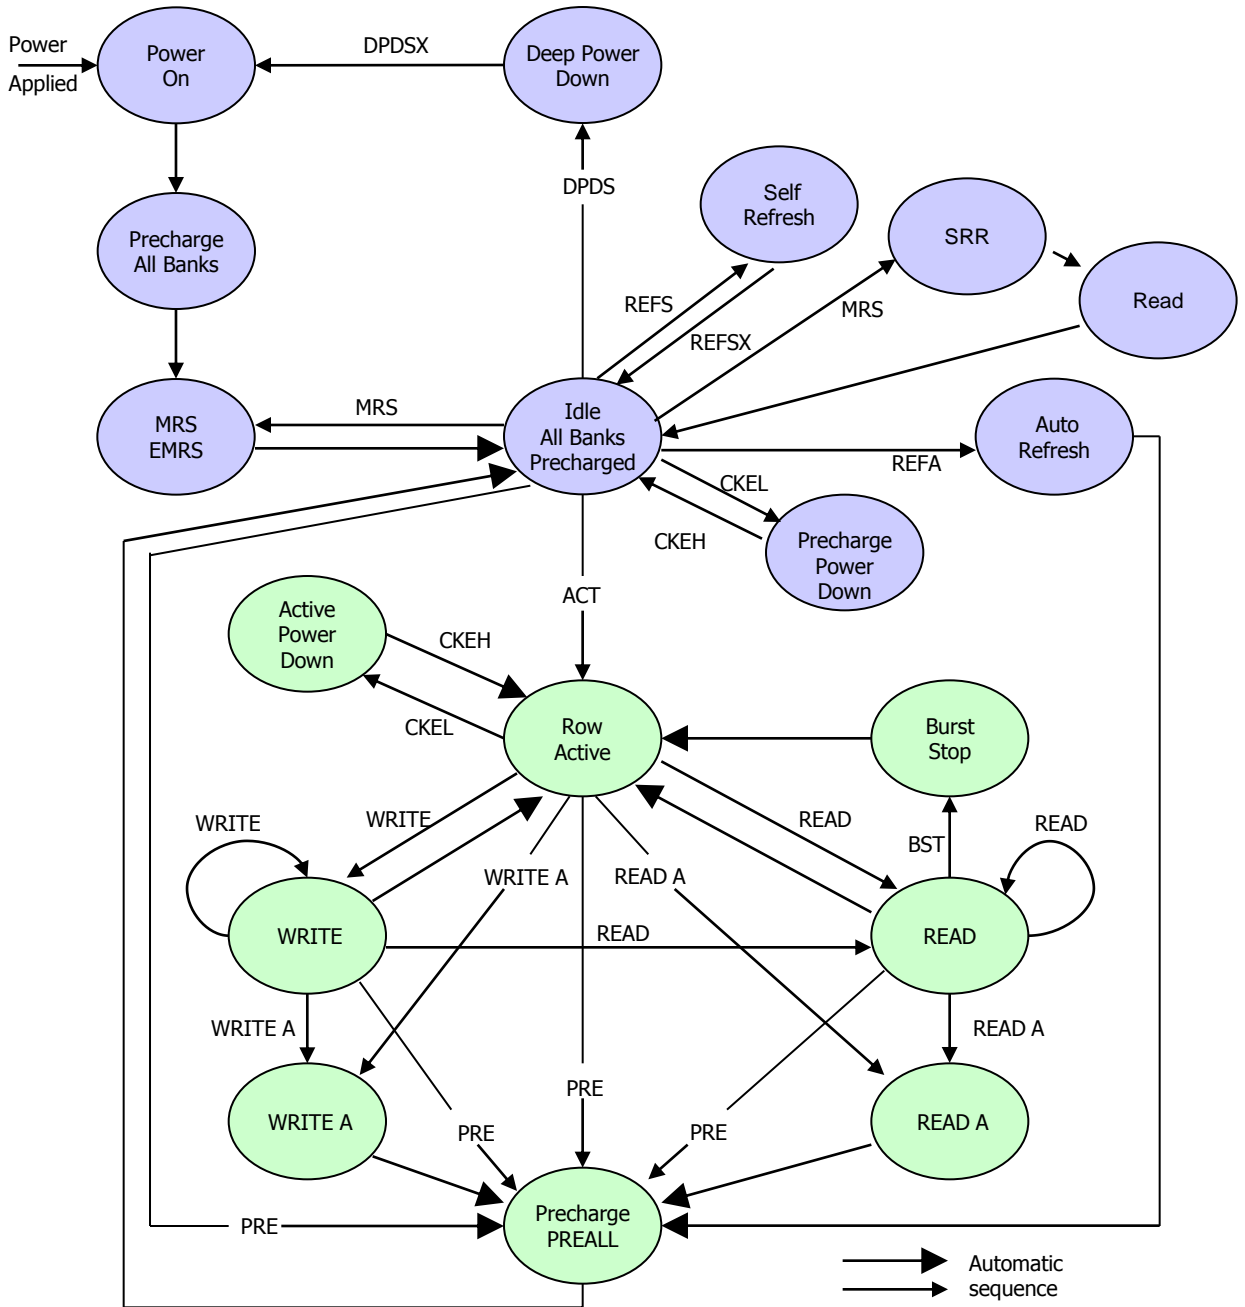 Power
Applied
Power
On
DPDSX
Deep Power
Down
DPDS
Self
Refresh
SRR
Read
Precharge
All Banks
REFS
REFSX
MRS
MRS
EMRS
MRS
Idle
All Banks
Precharged
Auto
Refresh
REFA
CKEL
CKEH
Precharge
Power
Down
ACT
Active
Power
Down
CKEH
CKEL
Row
Active
Burst
Stop
WRITE
WRITE
READ
BST
READ
WRITE A
READ A
WRITE
READ
READ
WRITE A
READ A
WRITE A
PRE
PRE
PRE
READ A
PRE
Precharge
PREALL
Automatic
sequence